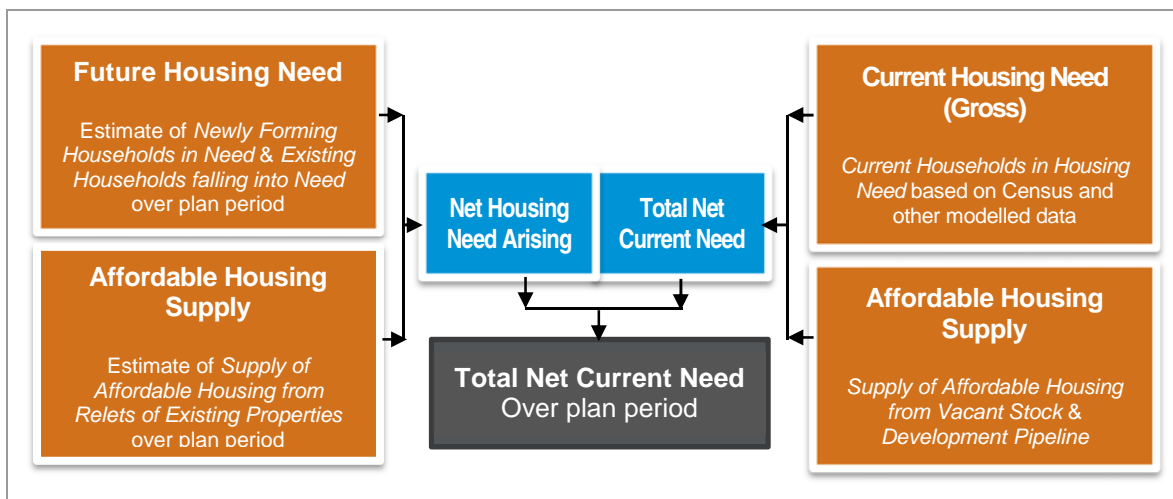 Future Housing Need
Estimate of Newly Forming
Households in Need & Existing
Households falling into Need
over plan period
Affordable Housing
Supply
Estimate of Supply of
Affordable Housing from
Relets of Existing Properties
over plan period
Net Housing
Need Arising
Total Net
Current Need
Total Net Current Need
Over plan period
Current Housing Need
(Gross)
Current Households in Housing
Need based on Census and
other modelled data
Affordable Housing
Supply
Supply of Affordable Housing
from Vacant Stock &
Development Pipeline